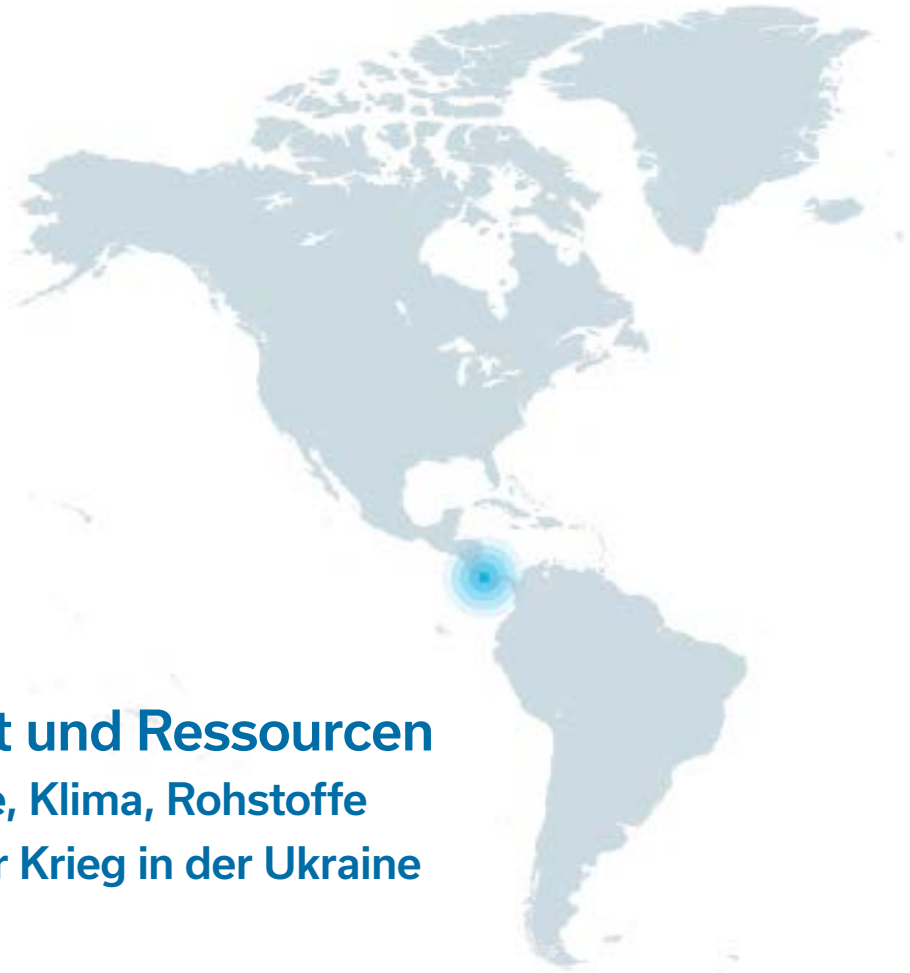 t und Ressourcen
e, Klima, Rohstoffe
r Krieg in der Ukraine